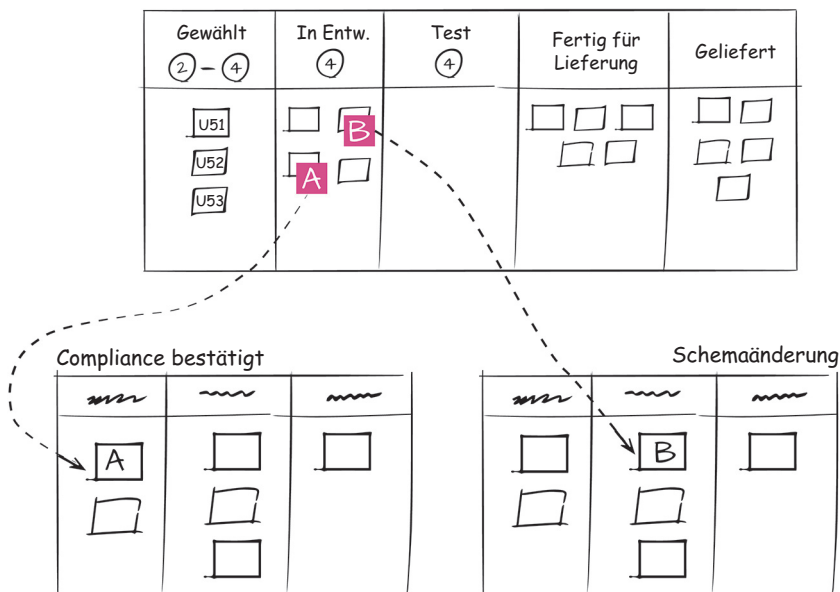 Gewählt
2 – 4
In Entw.
4
Test
4
Fertig für
Lieferung
Geliefert
U51
U52
U53
B
A
Compliance bestätigt
A
Schemaänderung
B